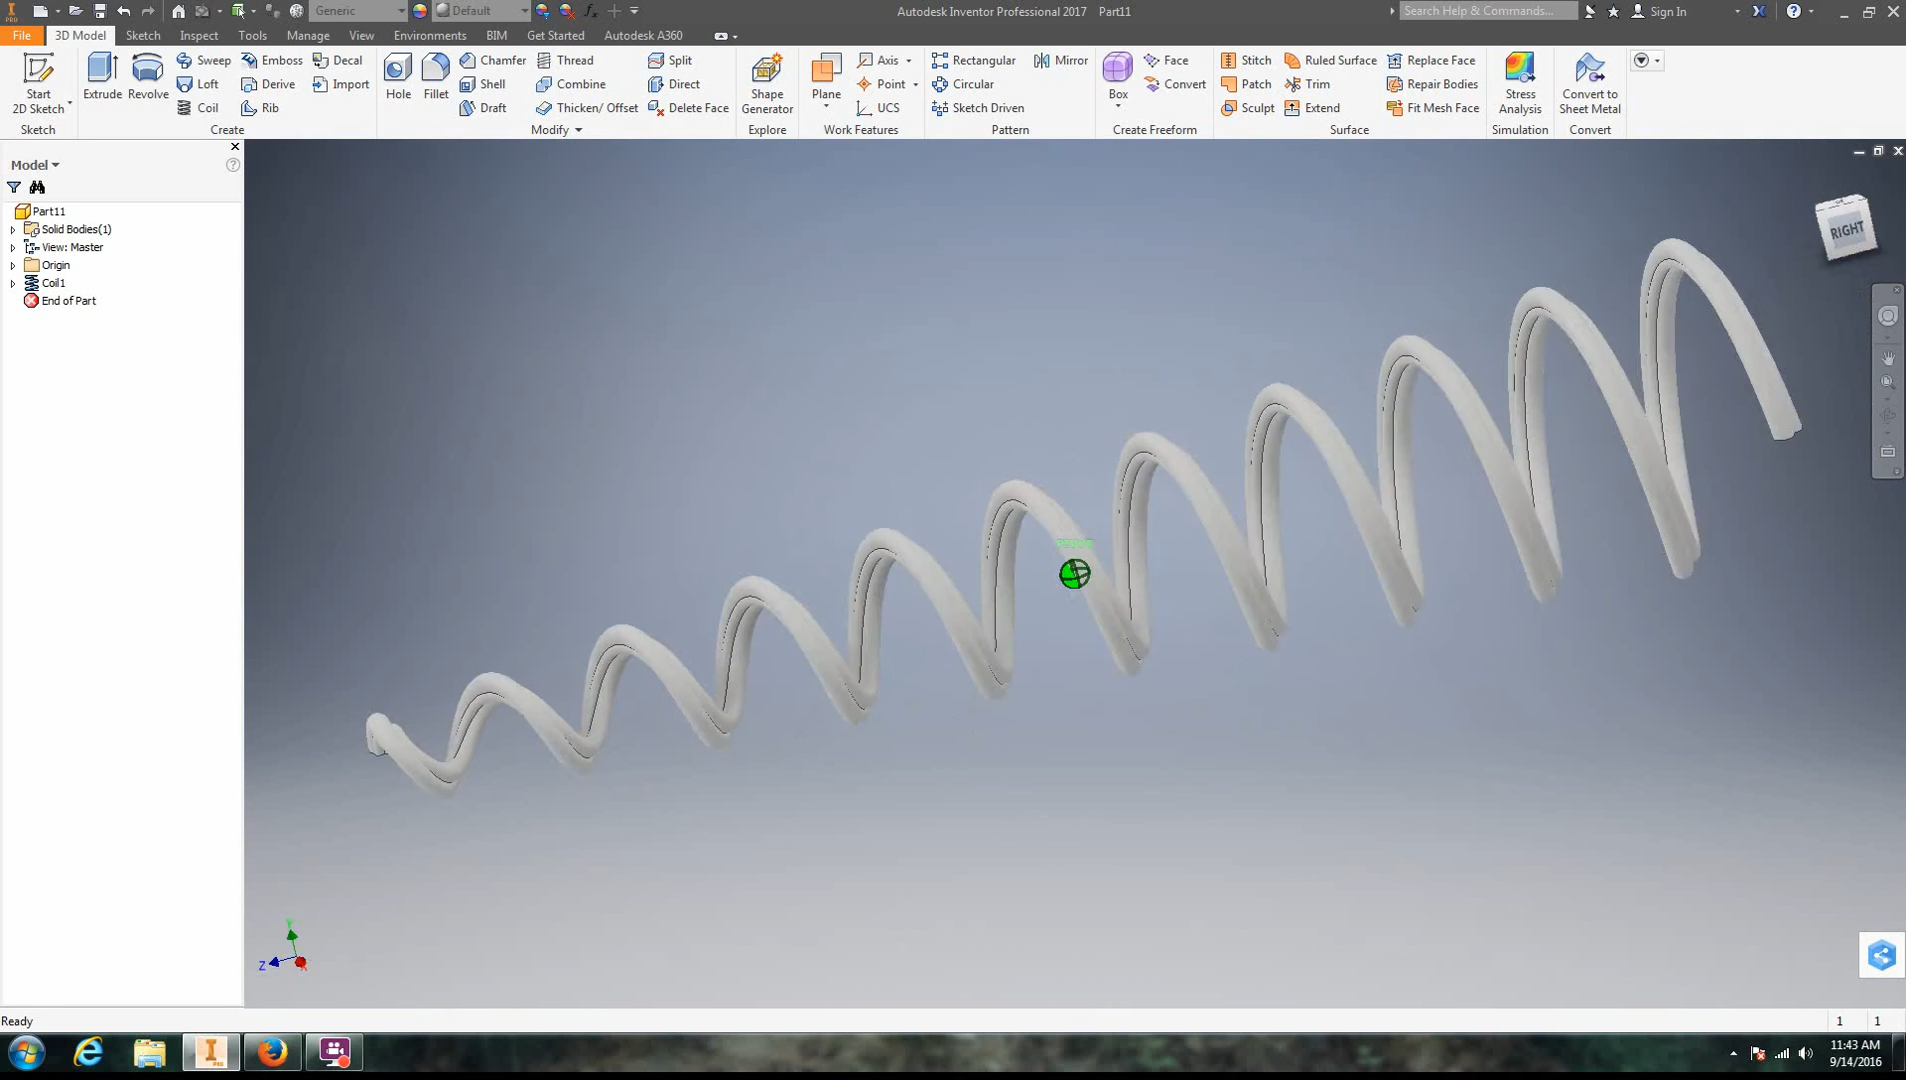 Generic
Default
Autodesk Inventor Professional 2017 Part11
Search Help & Commands...
Sign In
PRO
File 3D Model Sketch Inspect Tools Manage View Environments BIM Get Started Autodesk A360
Start
2D Sketch
Sketch
Extrude
Revolve
Sweep
Loft
Coil
Emboss
Derive
Rib
Decal
Import
Create
Hole
Fillet
Chamfer
Shell
Draft
Thread
Combine
Thicken/ Offset
Split
Direct
Delete Face
Modify
Shape
Generator
Explore
Plane
Axis
Point
UCS
Work Features
Rectangular
Circular
Sketch Driven
Mirror
Pattern
Box
Face
Convert
Create Freeform
Stitch
Patch
Sculpt
Ruled Surface
Trim
Extend
Replace Face
Repair Bodies
Fit Mesh Face
Surface
Stress
Analysis
Simulation
Convert to
Sheet Metal
Convert
Model
Part11
Solid Bodies(1)
View: Master
Origin
Coil1
End of Part
RIGHT
Y
Z
X
Ready
1 1
PRO
11:43 AM
9/14/2016